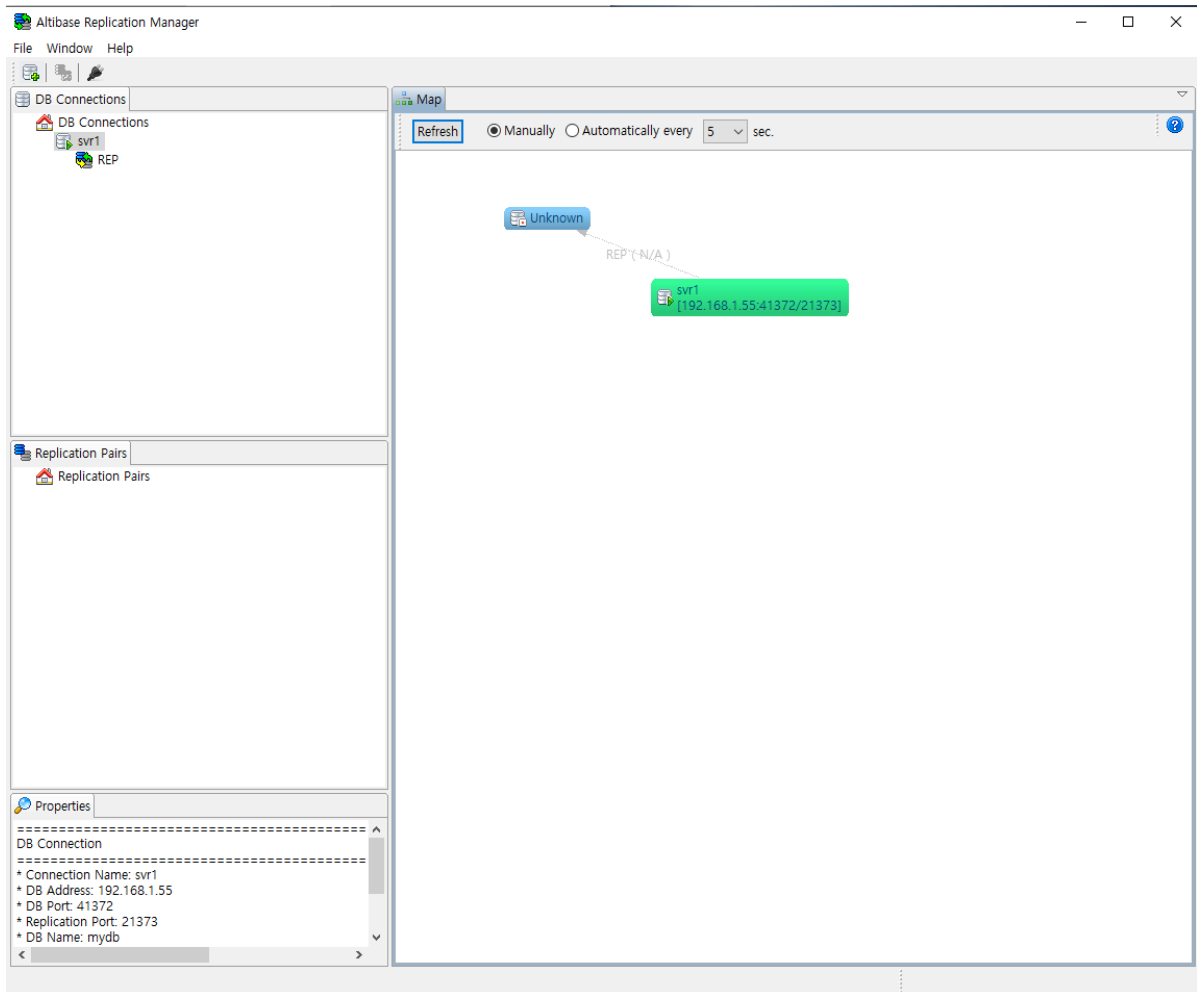 Altibase Replication Manager
File Window Help
DB Connections
DB Connections
svr1
REP
Replication Pairs
Replication Pairs
Properties
==========================================
DB Connection
==========================================
* Connection Name: svr1
* DB Address: 192.168.1.55
* DB Port: 41372
* Replication Port: 21373
* DB Name: mydb
Map
Refresh Manually Automatically every 5 sec.
Unknown
REP ( N/A )
svr1
[192.168.1.55:41372/21373]